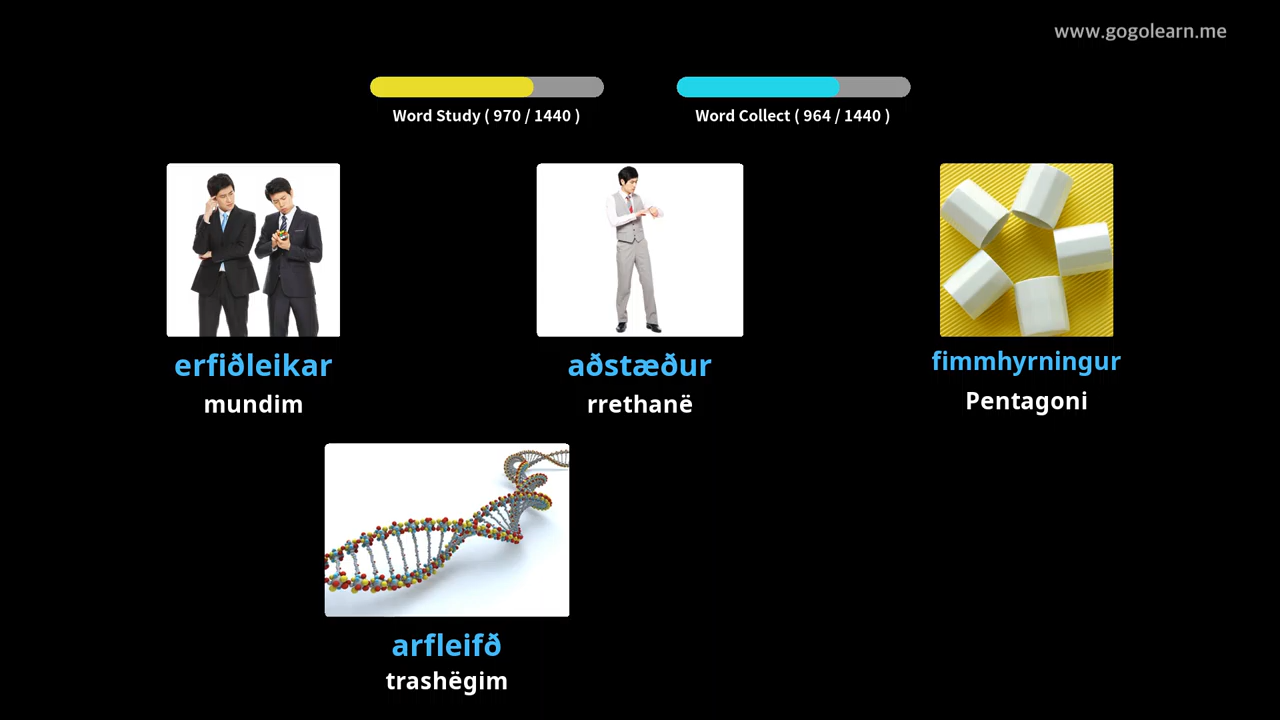 www.gogolearn.me
Word Study ( 970 / 1440 )
Word Collect ( 964 / 1440 )
erfiðleikar
mundim
aðstæður
rrethanë
fimmhyrningur
Pentagoni
arfleifð
trashëgim